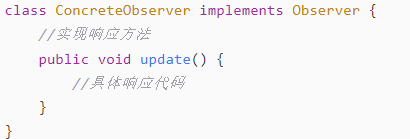 class ConcreteObserver implements Observer {
    //实现响应方法
    public void update() {
        //具体响应代码
    }
}